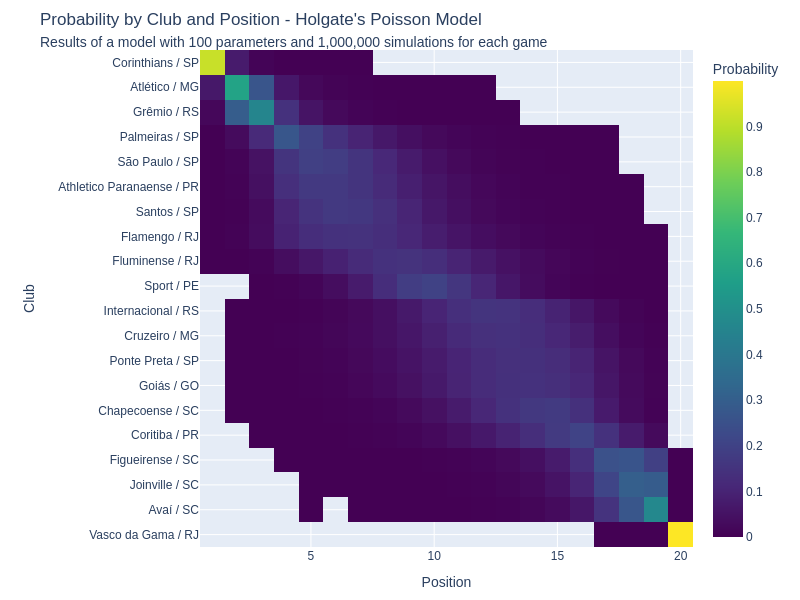 Probability by Club and Position - Holgate's Poisson Model
Results of a model with 100 parameters and 1,000,000 simulations for each game
Probability
Club
Corinthians / SP
Atlético / MG
Grêmio / RS
Palmeiras / SP
São Paulo / SP
Athletico Paranaense / PR
Santos / SP
Flamengo / RJ
Fluminense / RJ
Sport / PE
Internacional / RS
Cruzeiro / MG
Ponte Preta / SP
Goiás / GO
Chapecoense / SC
Coritiba / PR
Figueirense / SC
Joinville / SC
Avaí / SC
Vasco da Gama / RJ
0.9
0.8
0.7
0.6
0.5
0.4
0.3
0.2
0.1
0
5 10 15 20
Position